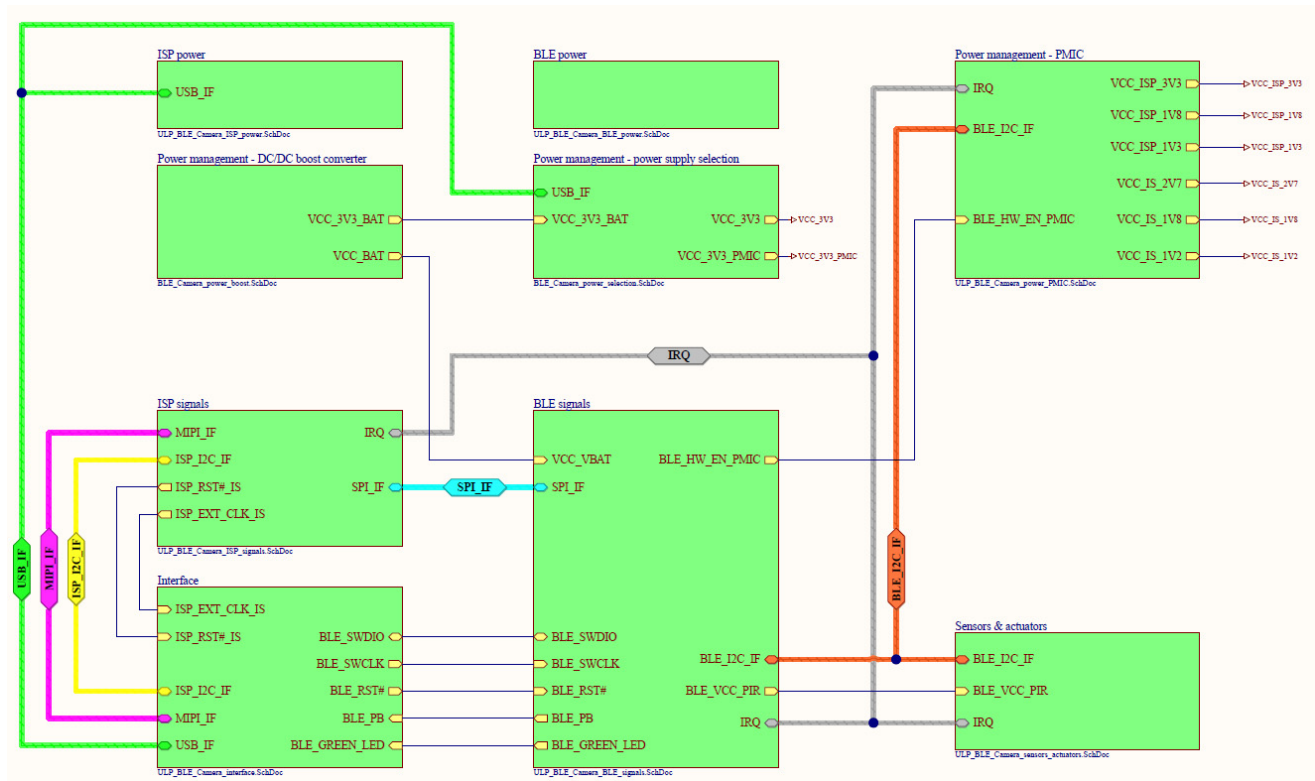 ISP power
USB_IF
ULP_BLE_Camera_ISP_power.SchDoc
BLE power
ULP_BLE_Camera_BLE_power.SchDoc
Power management - PMIC
IRQ
BLE_I2C_IF
BLE_HW_EN_PMIC
VCC_ISP_3V3
VCC_ISP_1V8
VCC_ISP_1V3
VCC_IS_2V7
VCC_IS_1V8
VCC_IS_1V2
VCC_ISP_3V3
VCC_ISP_1V8
VCC_ISP_1V3
VCC_IS_2V7
VCC_IS_1V8
VCC_IS_1V2
ULP_BLE_Camera_power_PMIC.SchDoc
Power management - DC/DC boost converter
VCC_3V3_BAT
VCC_BAT
BLE_Camera_power_boost.SchDoc
Power management - power supply selection
USB_IF
VCC_3V3_BAT
VCC_3V3
VCC_3V3_PMIC
VCC_3V3
VCC_3V3_PMIC
BLE_Camera_power_selection.SchDoc
IRQ
ISP signals
MIPI_IF
ISP_I2C_IF
ISP_RST#_IS
ISP_EXT_CLK_IS
IRQ
SPI_IF
ULP_BLE_Camera_ISP_signals.SchDoc
SPI_IF
BLE signals
VCC_VBAT
SPI_IF
BLE_SWDIO
BLE_SWCLK
BLE_RST#
BLE_PB
BLE_GREEN_LED
BLE_HW_EN_PMIC
BLE_I2C_IF
BLE_VCC_PIR
IRQ
ULP_BLE_Camera_BLE_signals.SchDoc
USB_IF
MIPI_IF
ISP_I2C_IF
BLE_I2C_IF
Interface
ISP_EXT_CLK_IS
ISP_RST#_IS
ISP_I2C_IF
MIPI_IF
USB_IF
BLE_SWDIO
BLE_SWCLK
BLE_RST#
BLE_PB
BLE_GREEN_LED
ULP_BLE_Camera_interface.SchDoc
Sensors & actuators
BLE_I2C_IF
BLE_VCC_PIR
IRQ
ULP_BLE_Camera_sensors_actuators.SchDoc